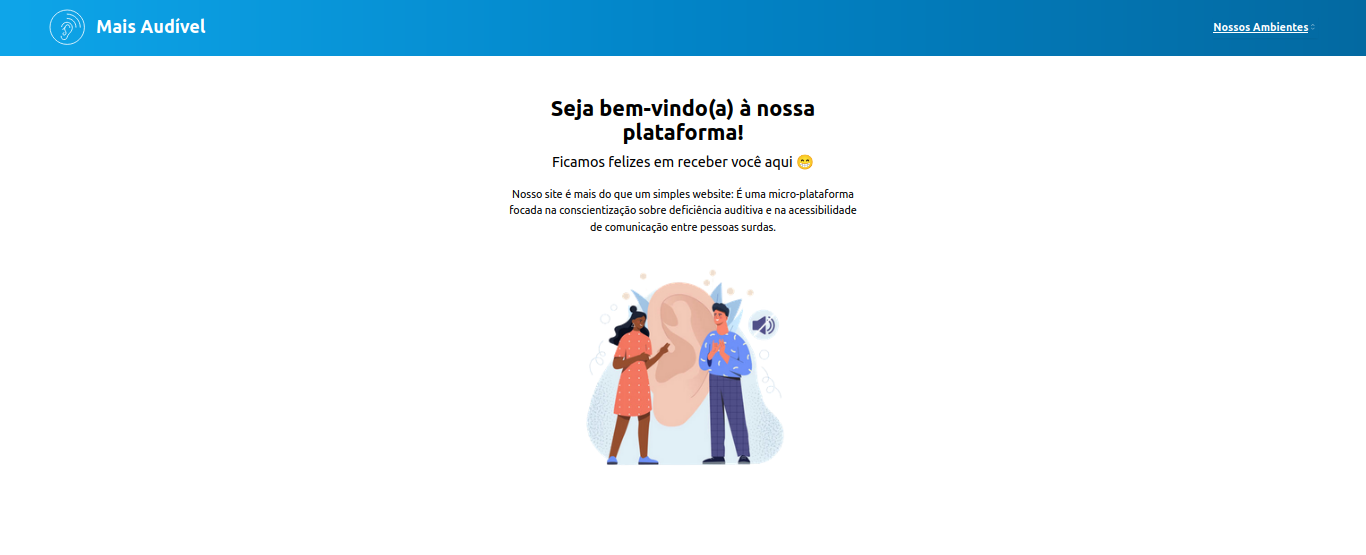 Mais Audível
Nossos Ambientes
Seja bem-vindo(a) à nossa
plataforma!
Ficamos felizes em receber você aqui 😁
Nosso site é mais do que um simples website: É uma micro-plataforma
focada na conscientização sobre deficiência auditiva e na acessibilidade
de comunicação entre pessoas surdas.